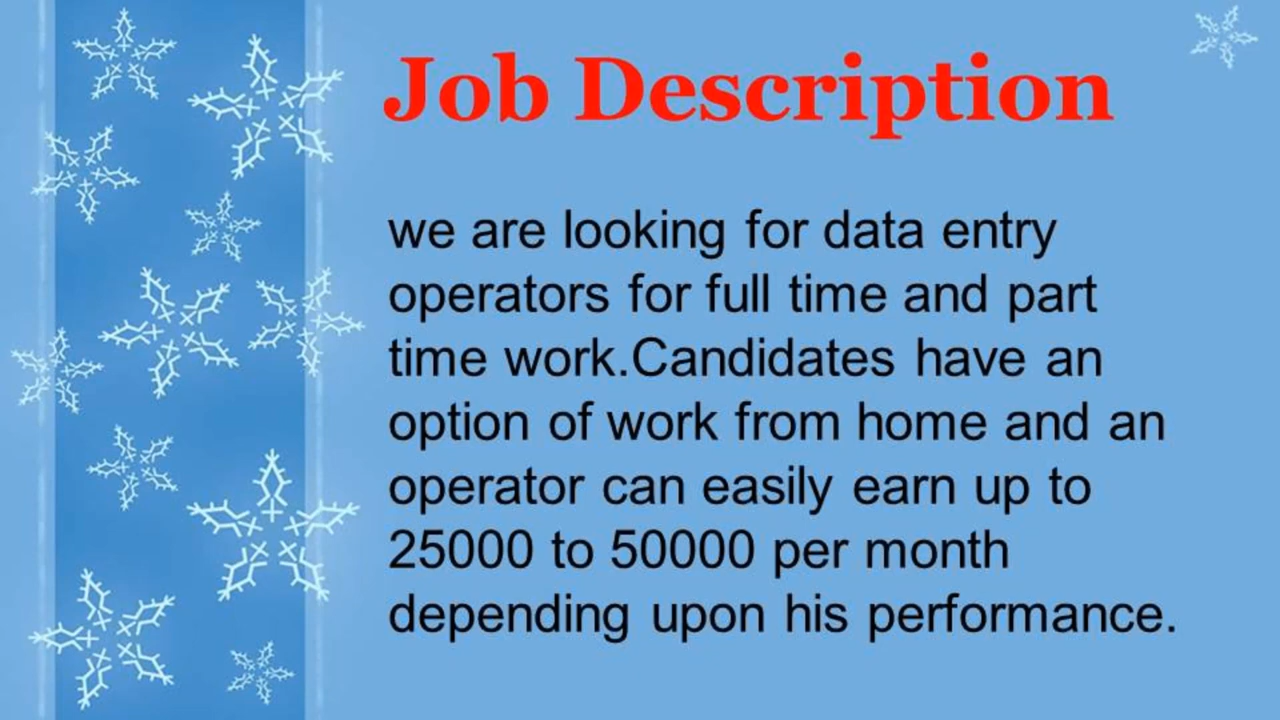 Job Description
we are looking for data entry
operators for full time and part
time work.Candidates have an
option of work from home and an
operator can easily earn up to
25000 to 50000 per month
depending upon his performance.